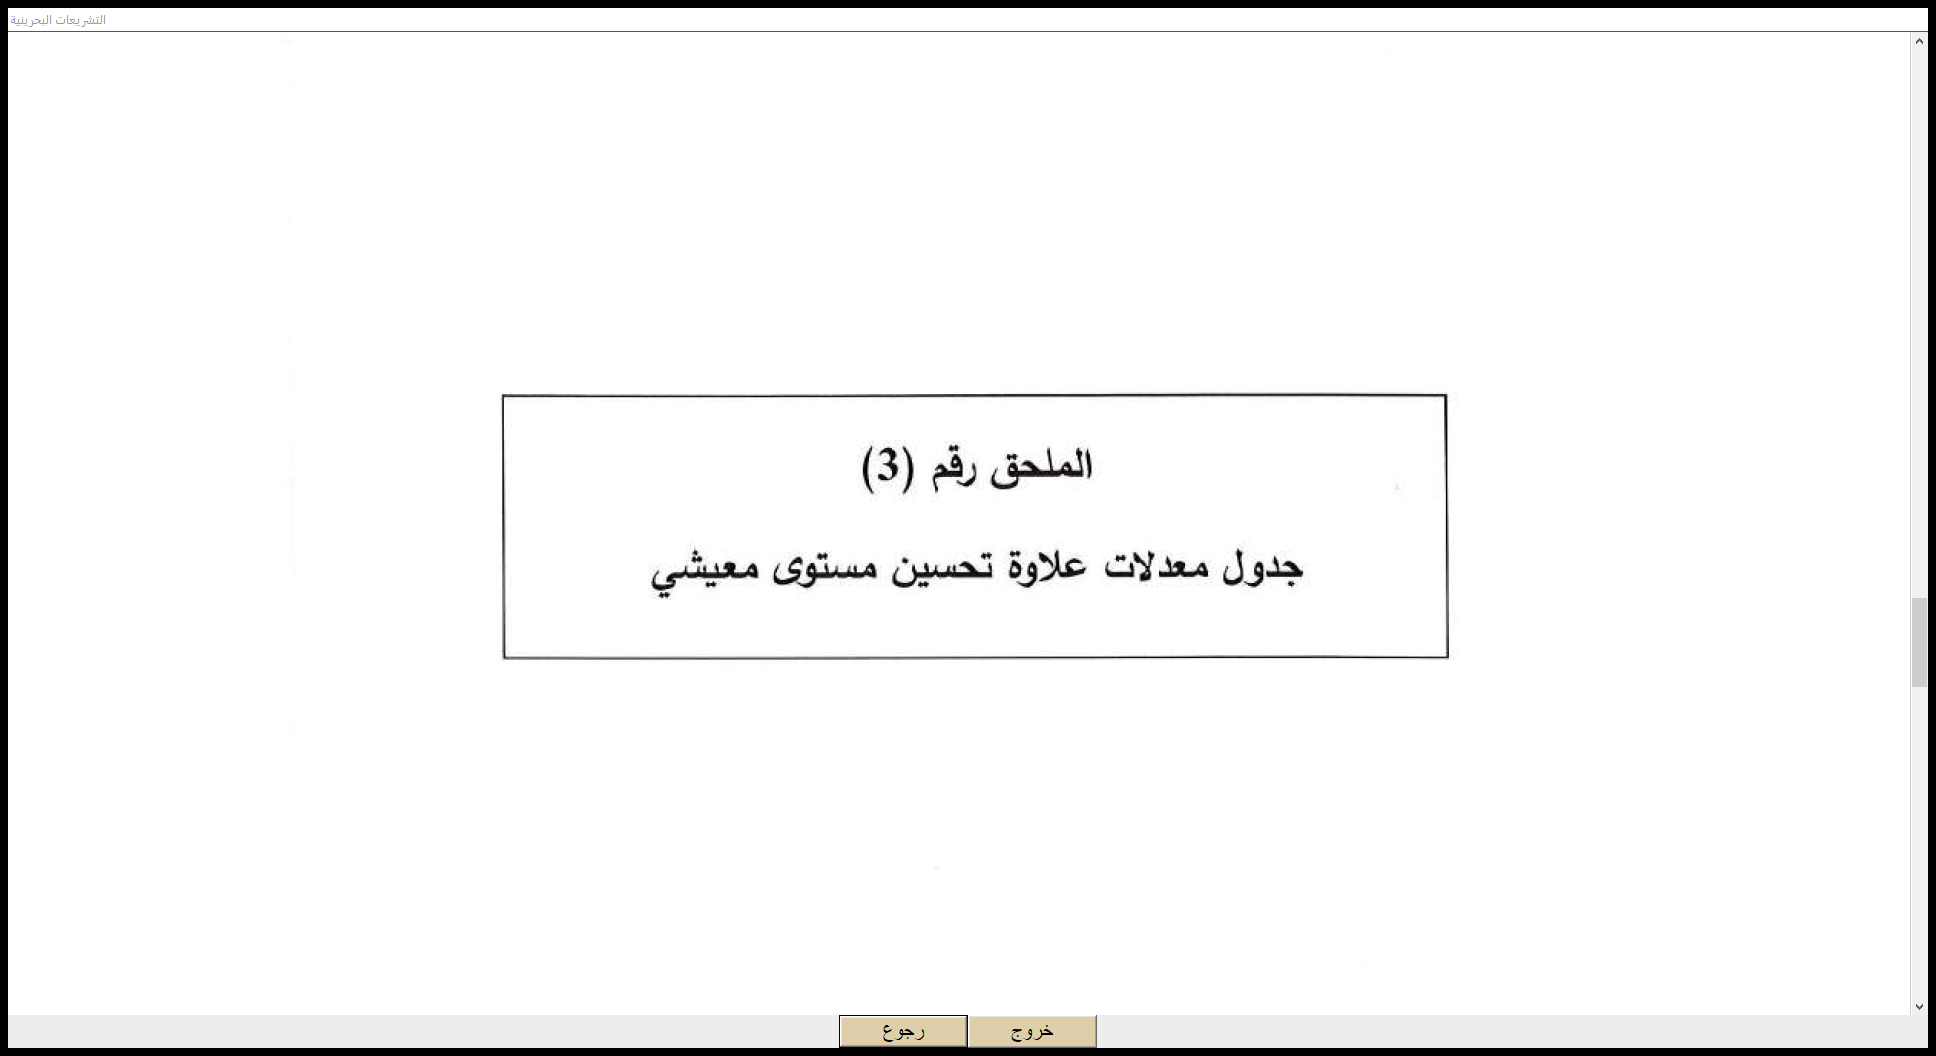 التشريعات البحرينية
الملحق رقم (3)
جدول معدلات علاوة تحسين مستوى معيشي
خروج
رجوع